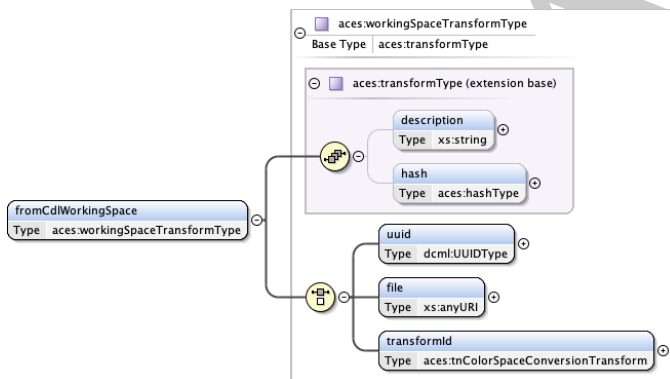 aces:workingSpaceTransformType
Base Type aces:transformType
aces:transformType (extension base)
description
Type xs:string
hash
Type aces:hashType
fromCdlWorkingSpace
Type aces:workingSpaceTransformType
uuid
Type dcml:UUIDType
file
Type xs:anyURI
transformId
Type aces:tnColorSpaceConversionTransform